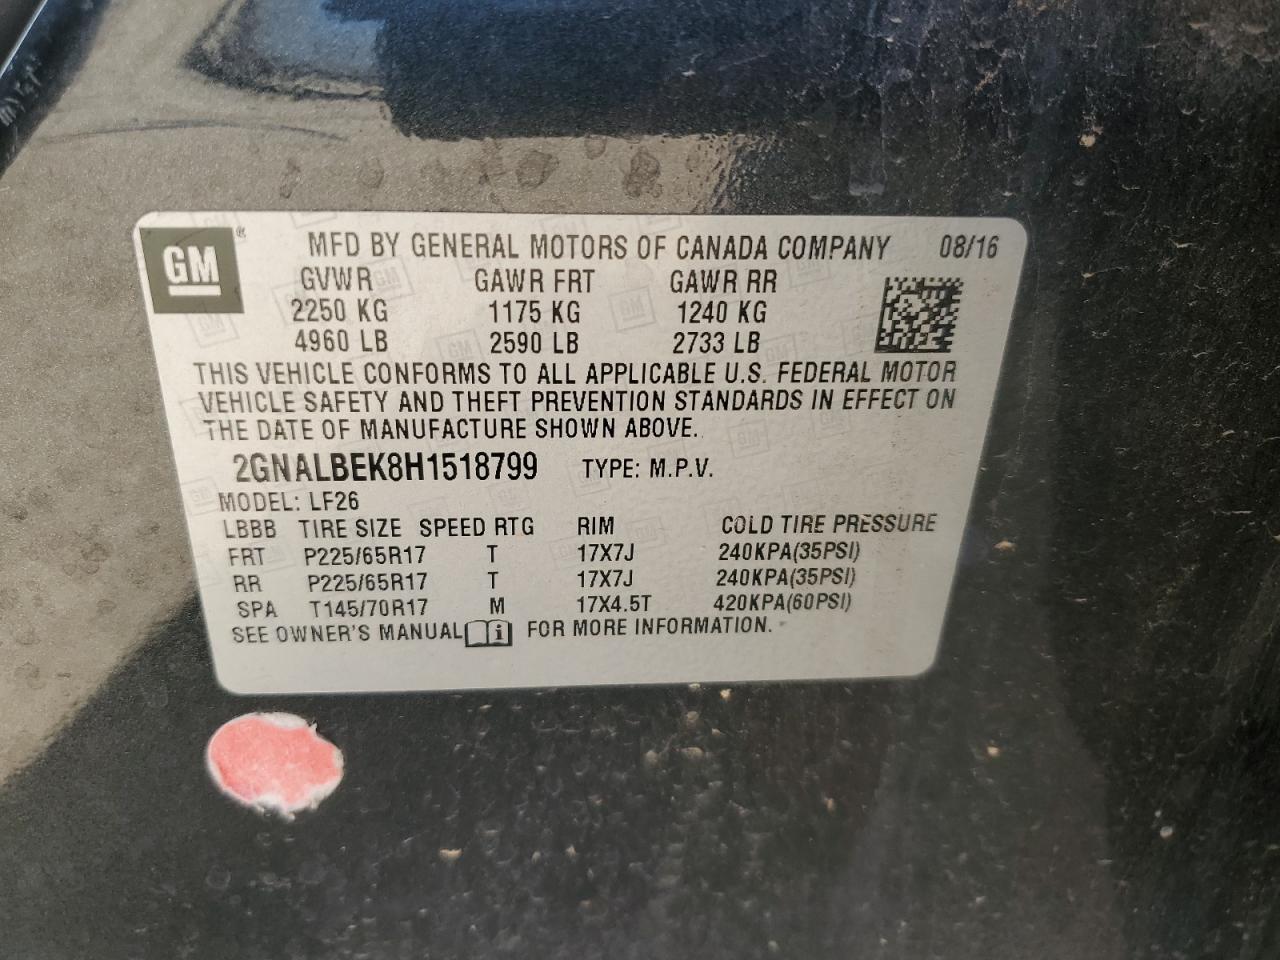 GM ® MFD BY GENERAL MOTORS OF CANADA COMPANY 08/16
GVWR GAWR FRT GAWR RR
2250 KG 1175 KG 1240 KG
4960 LB 2590 LB 2733 LB
THIS VEHICLE CONFORMS TO ALL APPLICABLE U.S. FEDERAL MOTOR
VEHICLE SAFETY AND THEFT PREVENTION STANDARDS IN EFFECT ON
THE DATE OF MANUFACTURE SHOWN ABOVE.
2GNALBEK8H1518799 TYPE: M.P.V.
MODEL: LF26
LBBB TIRE SIZE SPEED RTG RIM COLD TIRE PRESSURE
FRT P225/65R17 T 17X7J 240KPA(35PSI)
RR P225/65R17 T 17X7J 240KPA(35PSI)
SPA T145/70R17 M 17X4.5T 420KPA(60PSI)
SEE OWNER'S MANUAL i FOR MORE INFORMATION.